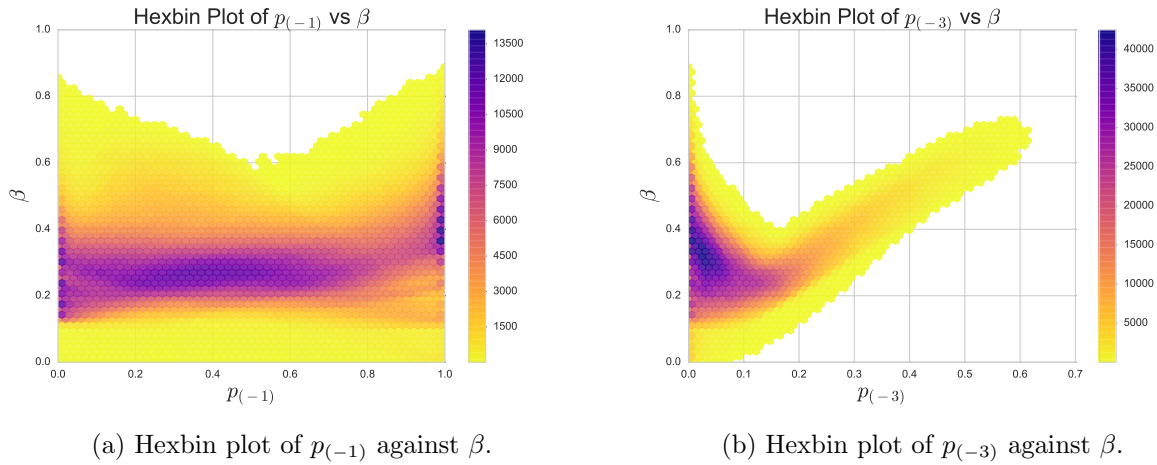 Hexbin Plot of p(−1) vs β
1.0
0.8
0.6
0.4
0.2
0.0
β
0.0 0.2 0.4 0.6 0.8 1.0
p(−1)
13500
12000
10500
9000
7500
6000
4500
3000
1500
Hexbin Plot of p(−3) vs β
1.0
0.8
0.6
0.4
0.2
0.0
β
0.0 0.1 0.2 0.3 0.4 0.5 0.6 0.7
p(−3)
40000
35000
30000
25000
20000
15000
10000
5000
(a) Hexbin plot of p(−1) against β.
(b) Hexbin plot of p(−3) against β.